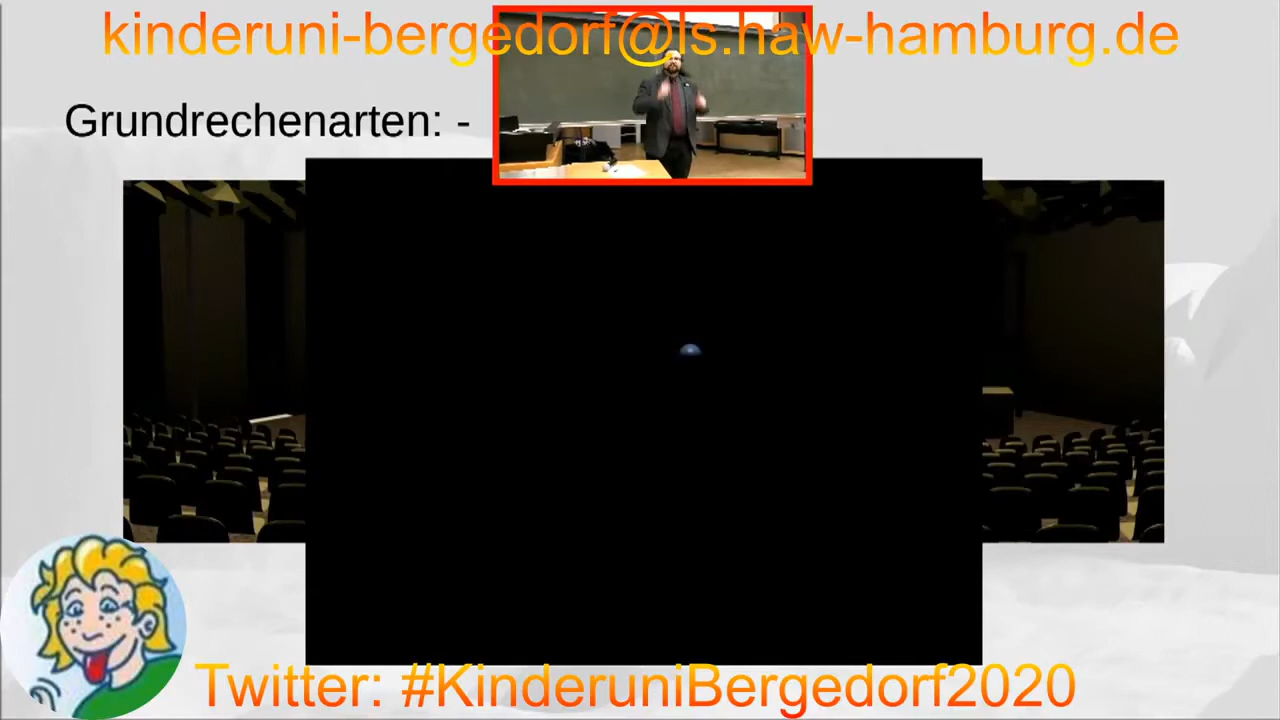 kinderuni-bergedorf@ls.haw-hamburg.de
Grundrechenarten: -
Twitter: #KinderuniBergedorf2020